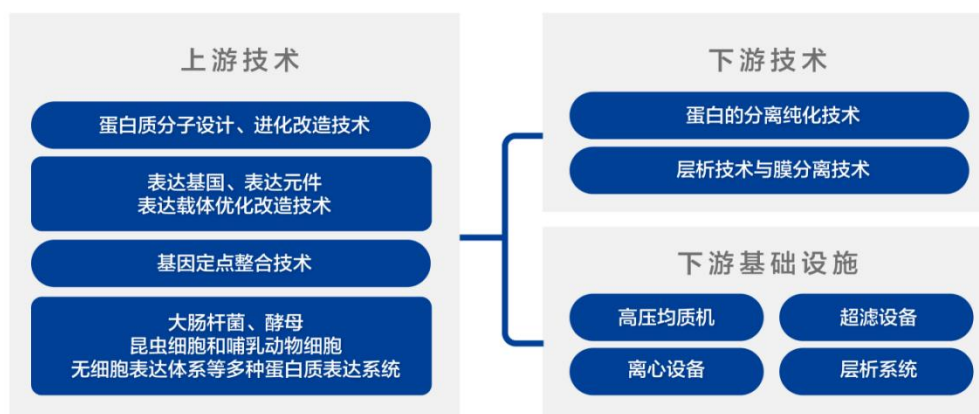 上游技术
蛋白质分子设计、进化改造技术
表达基国、表达元件
表达载体优化改造技术
基因定点整合技术
大肠杆菌、酵母
昆虫细胞和哺乳动物细胞
无细胞表达体系等多种蛋白质表达系统
下游技术
蛋白的分离纯化技术
层析技术与膜分离技术
下游基础设施
高压均质机
超滤设备
离心设备
层析系统